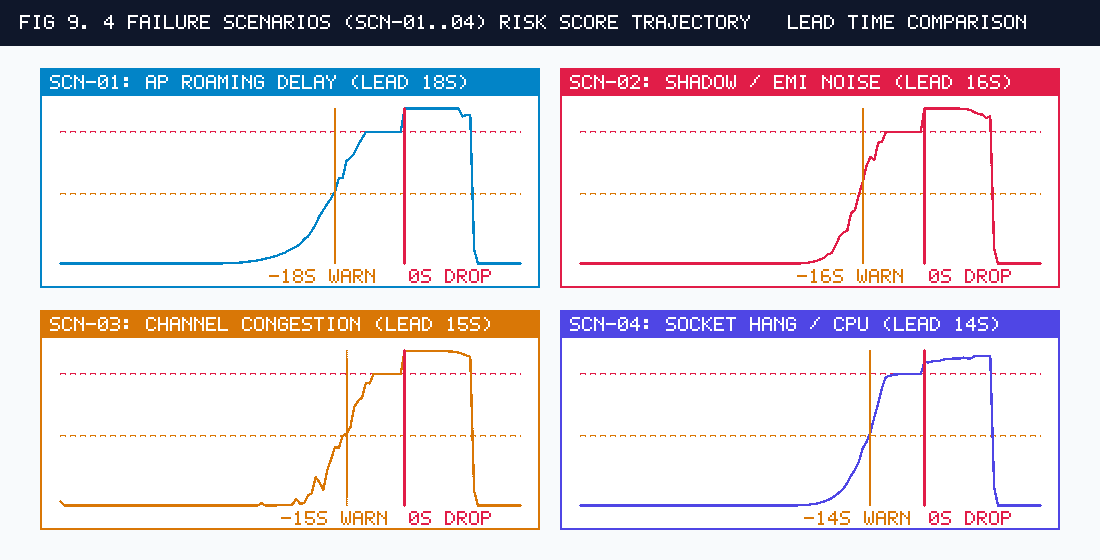 FIG 9. 4 FAILURE SCENARIOS (SCN-01..04) RISK SCORE TRAJECTORY   LEAD TIME COMPARISON
SCN-01: AP ROAMING DELAY (LEAD 18S)
-18S WARN
0S DROP
SCN-02: SHADOW / EMI NOISE (LEAD 16S)
-16S WARN
0S DROP
SCN-03: CHANNEL CONGESTION (LEAD 15S)
-15S WARN
0S DROP
SCN-04: SOCKET HANG / CPU (LEAD 14S)
-14S WARN
0S DROP